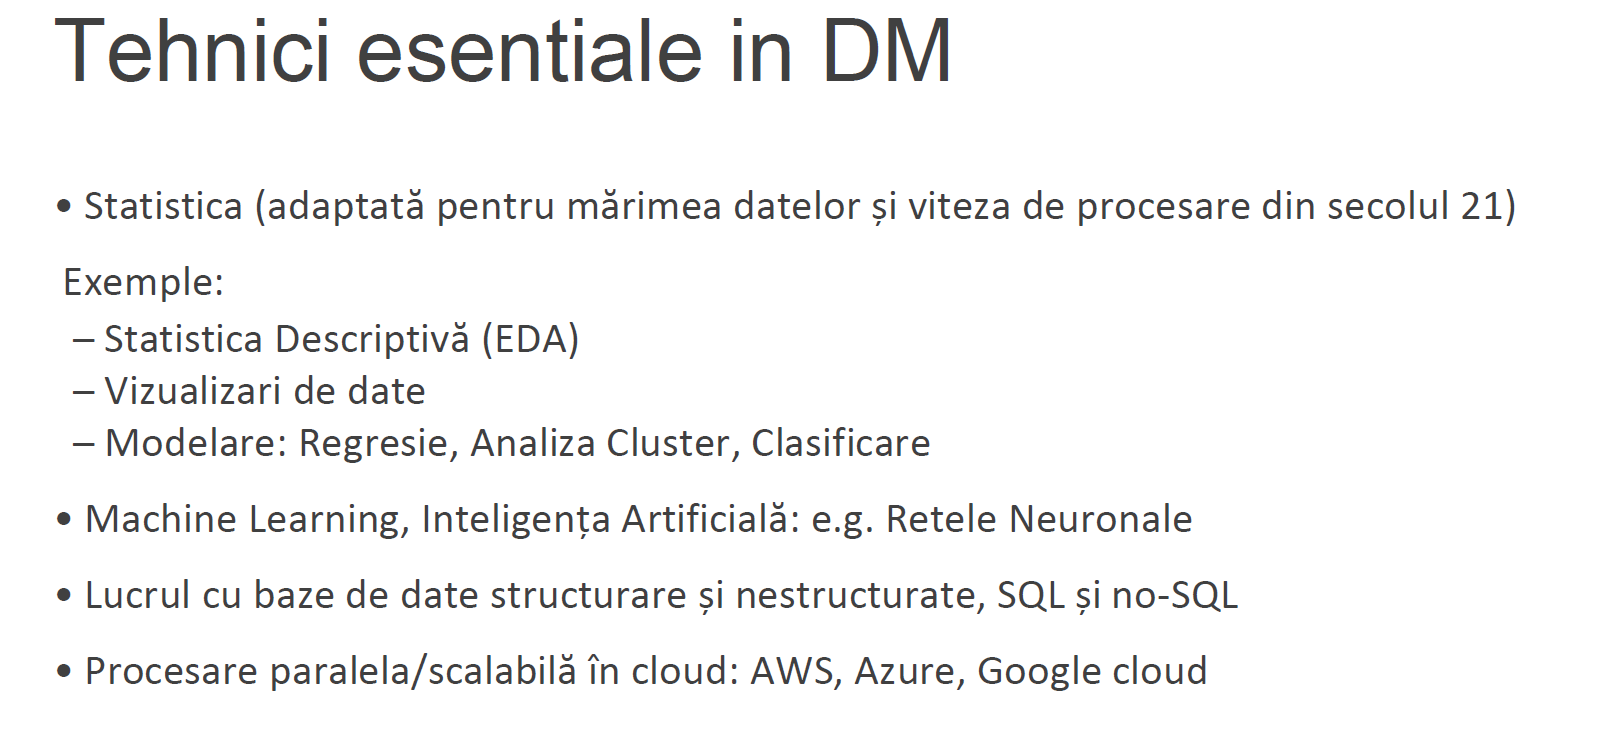 Tehnici esentiale in DM
• Statistica (adaptată pentru mărimea datelor și viteza de procesare din secolul 21)
Exemple:
– Statistica Descriptivă (EDA)
– Vizualizari de date
– Modelare: Regresie, Analiza Cluster, Clasificare
• Machine Learning, Inteligența Artificială: e.g. Retele Neuronale
• Lucrul cu baze de date structurare și nestructurate, SQL și no-SQL
• Procesare paralela/scalabilă în cloud: AWS, Azure, Google cloud